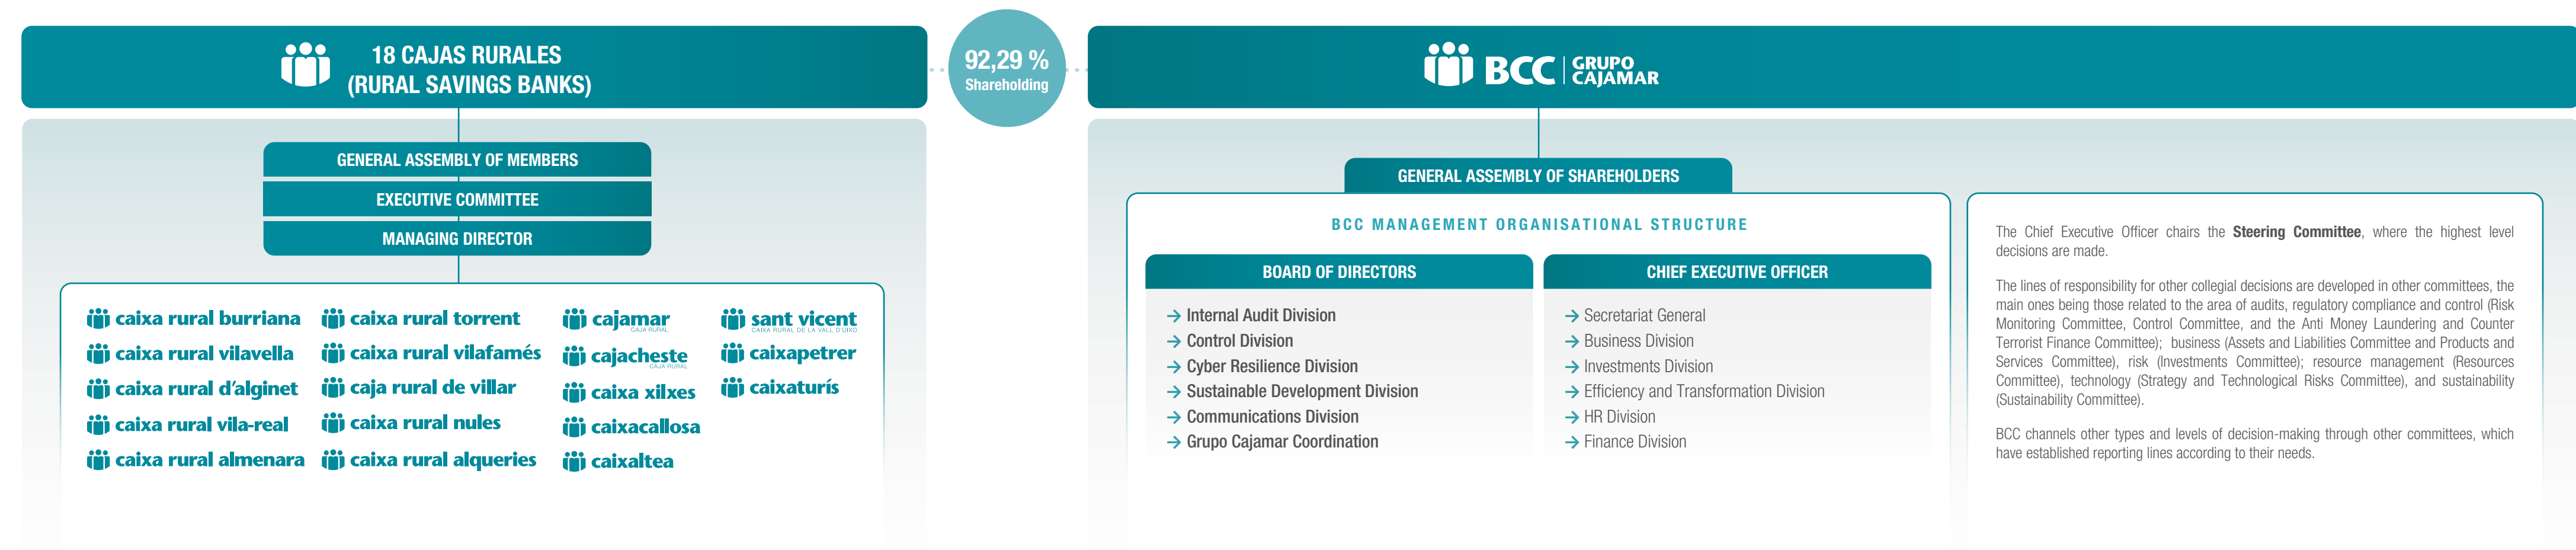 18 CAJAS RURALES
(RURAL SAVINGS BANKS)
92,29 %
Shareholding
BCC GRUPO
CAJAMAR
GENERAL ASSEMBLY OF MEMBERS
EXECUTIVE COMMITTEE
MANAGING DIRECTOR
caixa rural burriana
caixa rural vilavella
caixa rural d'alginet
caixa rural vila-real
caixa rural almenara
caixa rural torrent
caixa rural vilafamés
caja rural de villar
caixa rural nules
caixa rural alqueries
cajamar
CAJA RURAL
cajacheste
CAJA RURAL
caixa xilxes
caixacallosa
caixaltea
sant vicent
CAIXA RURAL DE LA VALL D'UIXO
caixapetrer
caixaturís
GENERAL ASSEMBLY OF SHAREHOLDERS
BCC MANAGEMENT ORGANISATIONAL STRUCTURE
BOARD OF DIRECTORS
→ Internal Audit Division
→ Control Division
→ Cyber Resilience Division
→ Sustainable Development Division
→ Communications Division
→ Grupo Cajamar Coordination
CHIEF EXECUTIVE OFFICER
→ Secretariat General
→ Business Division
→ Investments Division
→ Efficiency and Transformation Division
→ HR Division
→ Finance Division
The Chief Executive Officer chairs the Steering Committee, where the highest level
decisions are made.
The lines of responsibility for other collegial decisions are developed in other committees, the
main ones being those related to the area of audits, regulatory compliance and control (Risk
Monitoring Committee, Control Committee, and the Anti Money Laundering and Counter
Terrorist Finance Committee); business (Assets and Liabilities Committee and Products and
Services Committee), risk (Investments Committee); resource management (Resources
Committee), technology (Strategy and Technological Risks Committee), and sustainability
(Sustainability Committee).
BCC channels other types and levels of decision-making through other committees, which
have established reporting lines according to their needs.